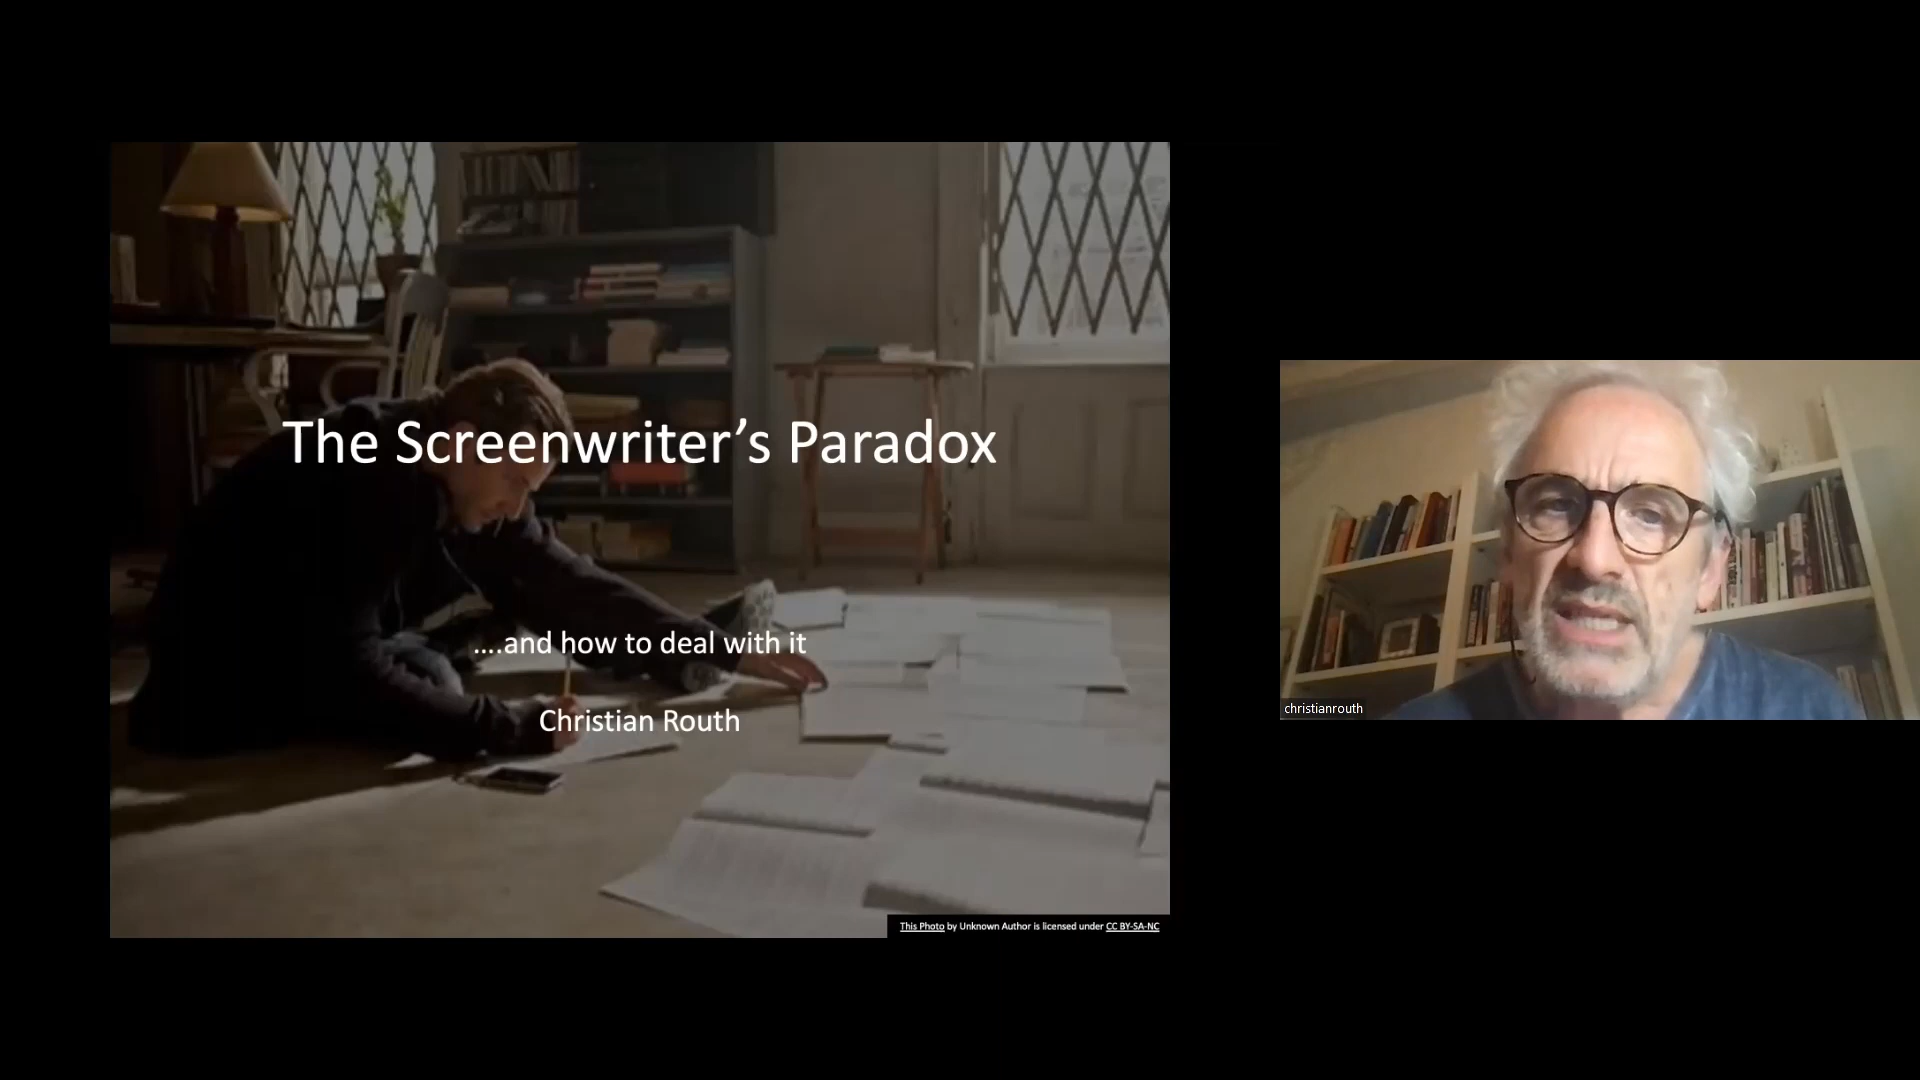 The Screenwriter’s Paradox
....and how to deal with it
Christian Routh
This Photo by Unknown Author is licensed under CC BY-SA-NC
christianrouth